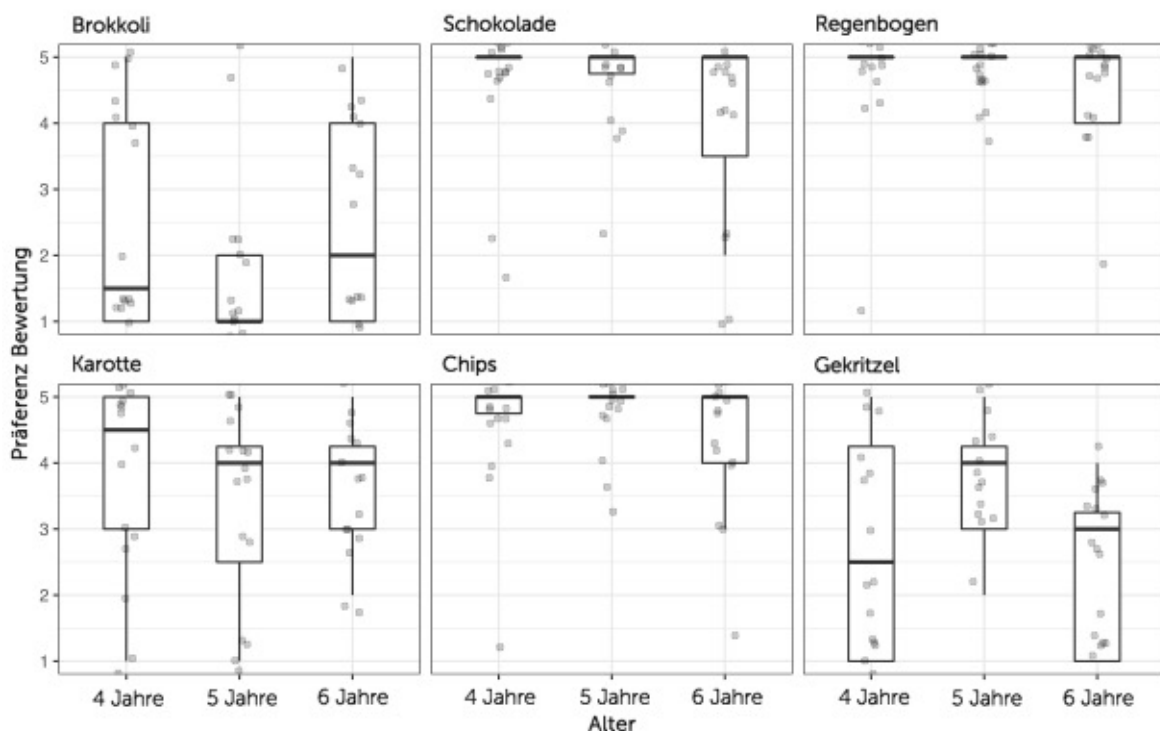 Brokkoli
Schokolade
Regenbogen
5
4
3
2
1
Karotte
Chips
Gekritzel
5
4
3
2
1
Präferenz Bewertung
4 Jahre 5 Jahre 6 Jahre
4 Jahre 5 Jahre 6 Jahre
4 Jahre 5 Jahre 6 Jahre
Alter